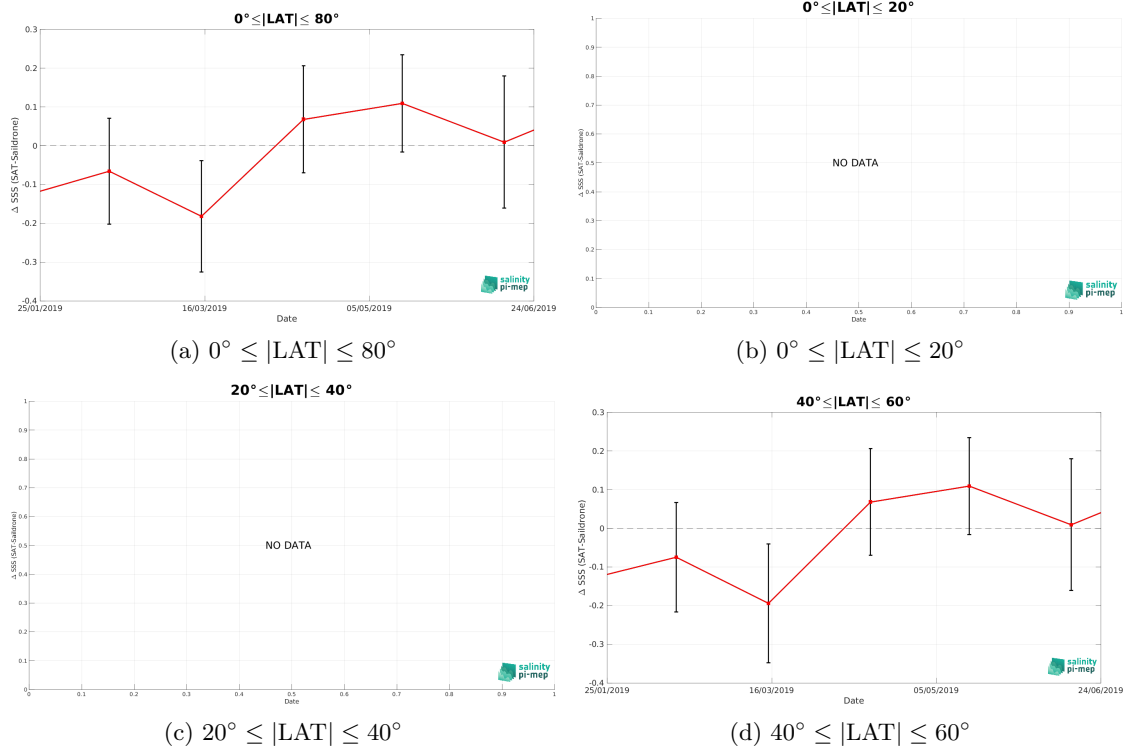 0°≤|LAT|≤ 80°
0.3
0.2
0.1
0
-0.1
-0.2
-0.3
-0.4
Δ SSS (SAT-Saildrone)
25/01/2019 16/03/2019 05/05/2019 24/06/2019
Date
salinity
pi-mep
(a) 0° ≤ |LAT| ≤ 80°
0°≤|LAT|≤ 20°
1
0.9
0.8
0.7
0.6
0.5
0.4
0.3
0.2
0.1
0
Δ SSS (SAT-Saildrone)
NO DATA
0 0.1 0.2 0.3 0.4 0.5 0.6 0.7 0.8 0.9 1
Date
salinity
pi-mep
(b) 0° ≤ |LAT| ≤ 20°
20°≤|LAT|≤ 40°
1
0.9
0.8
0.7
0.6
0.5
0.4
0.3
0.2
0.1
0
Δ SSS (SAT-Saildrone)
NO DATA
0 0.1 0.2 0.3 0.4 0.5 0.6 0.7 0.8 0.9 1
Date
salinity
pi-mep
(c) 20° ≤ |LAT| ≤ 40°
40°≤|LAT|≤ 60°
0.3
0.2
0.1
0
-0.1
-0.2
-0.3
-0.4
Δ SSS (SAT-Saildrone)
25/01/2019 16/03/2019 05/05/2019 24/06/2019
Date
salinity
pi-mep
(d) 40° ≤ |LAT| ≤ 60°